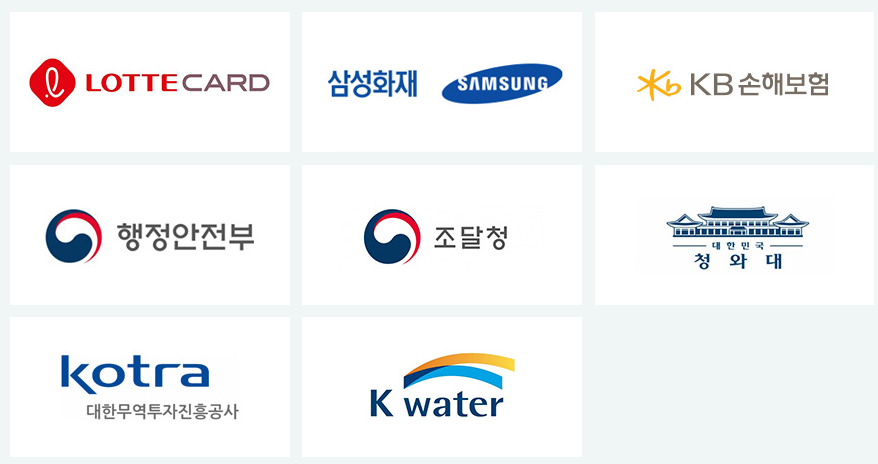 LOTTE CARD
삼성화재 SAMSUNG
KB 손해보험
행정안전부
조달청
대한민국
청와대
kotra
대한무역투자진흥공사
K water